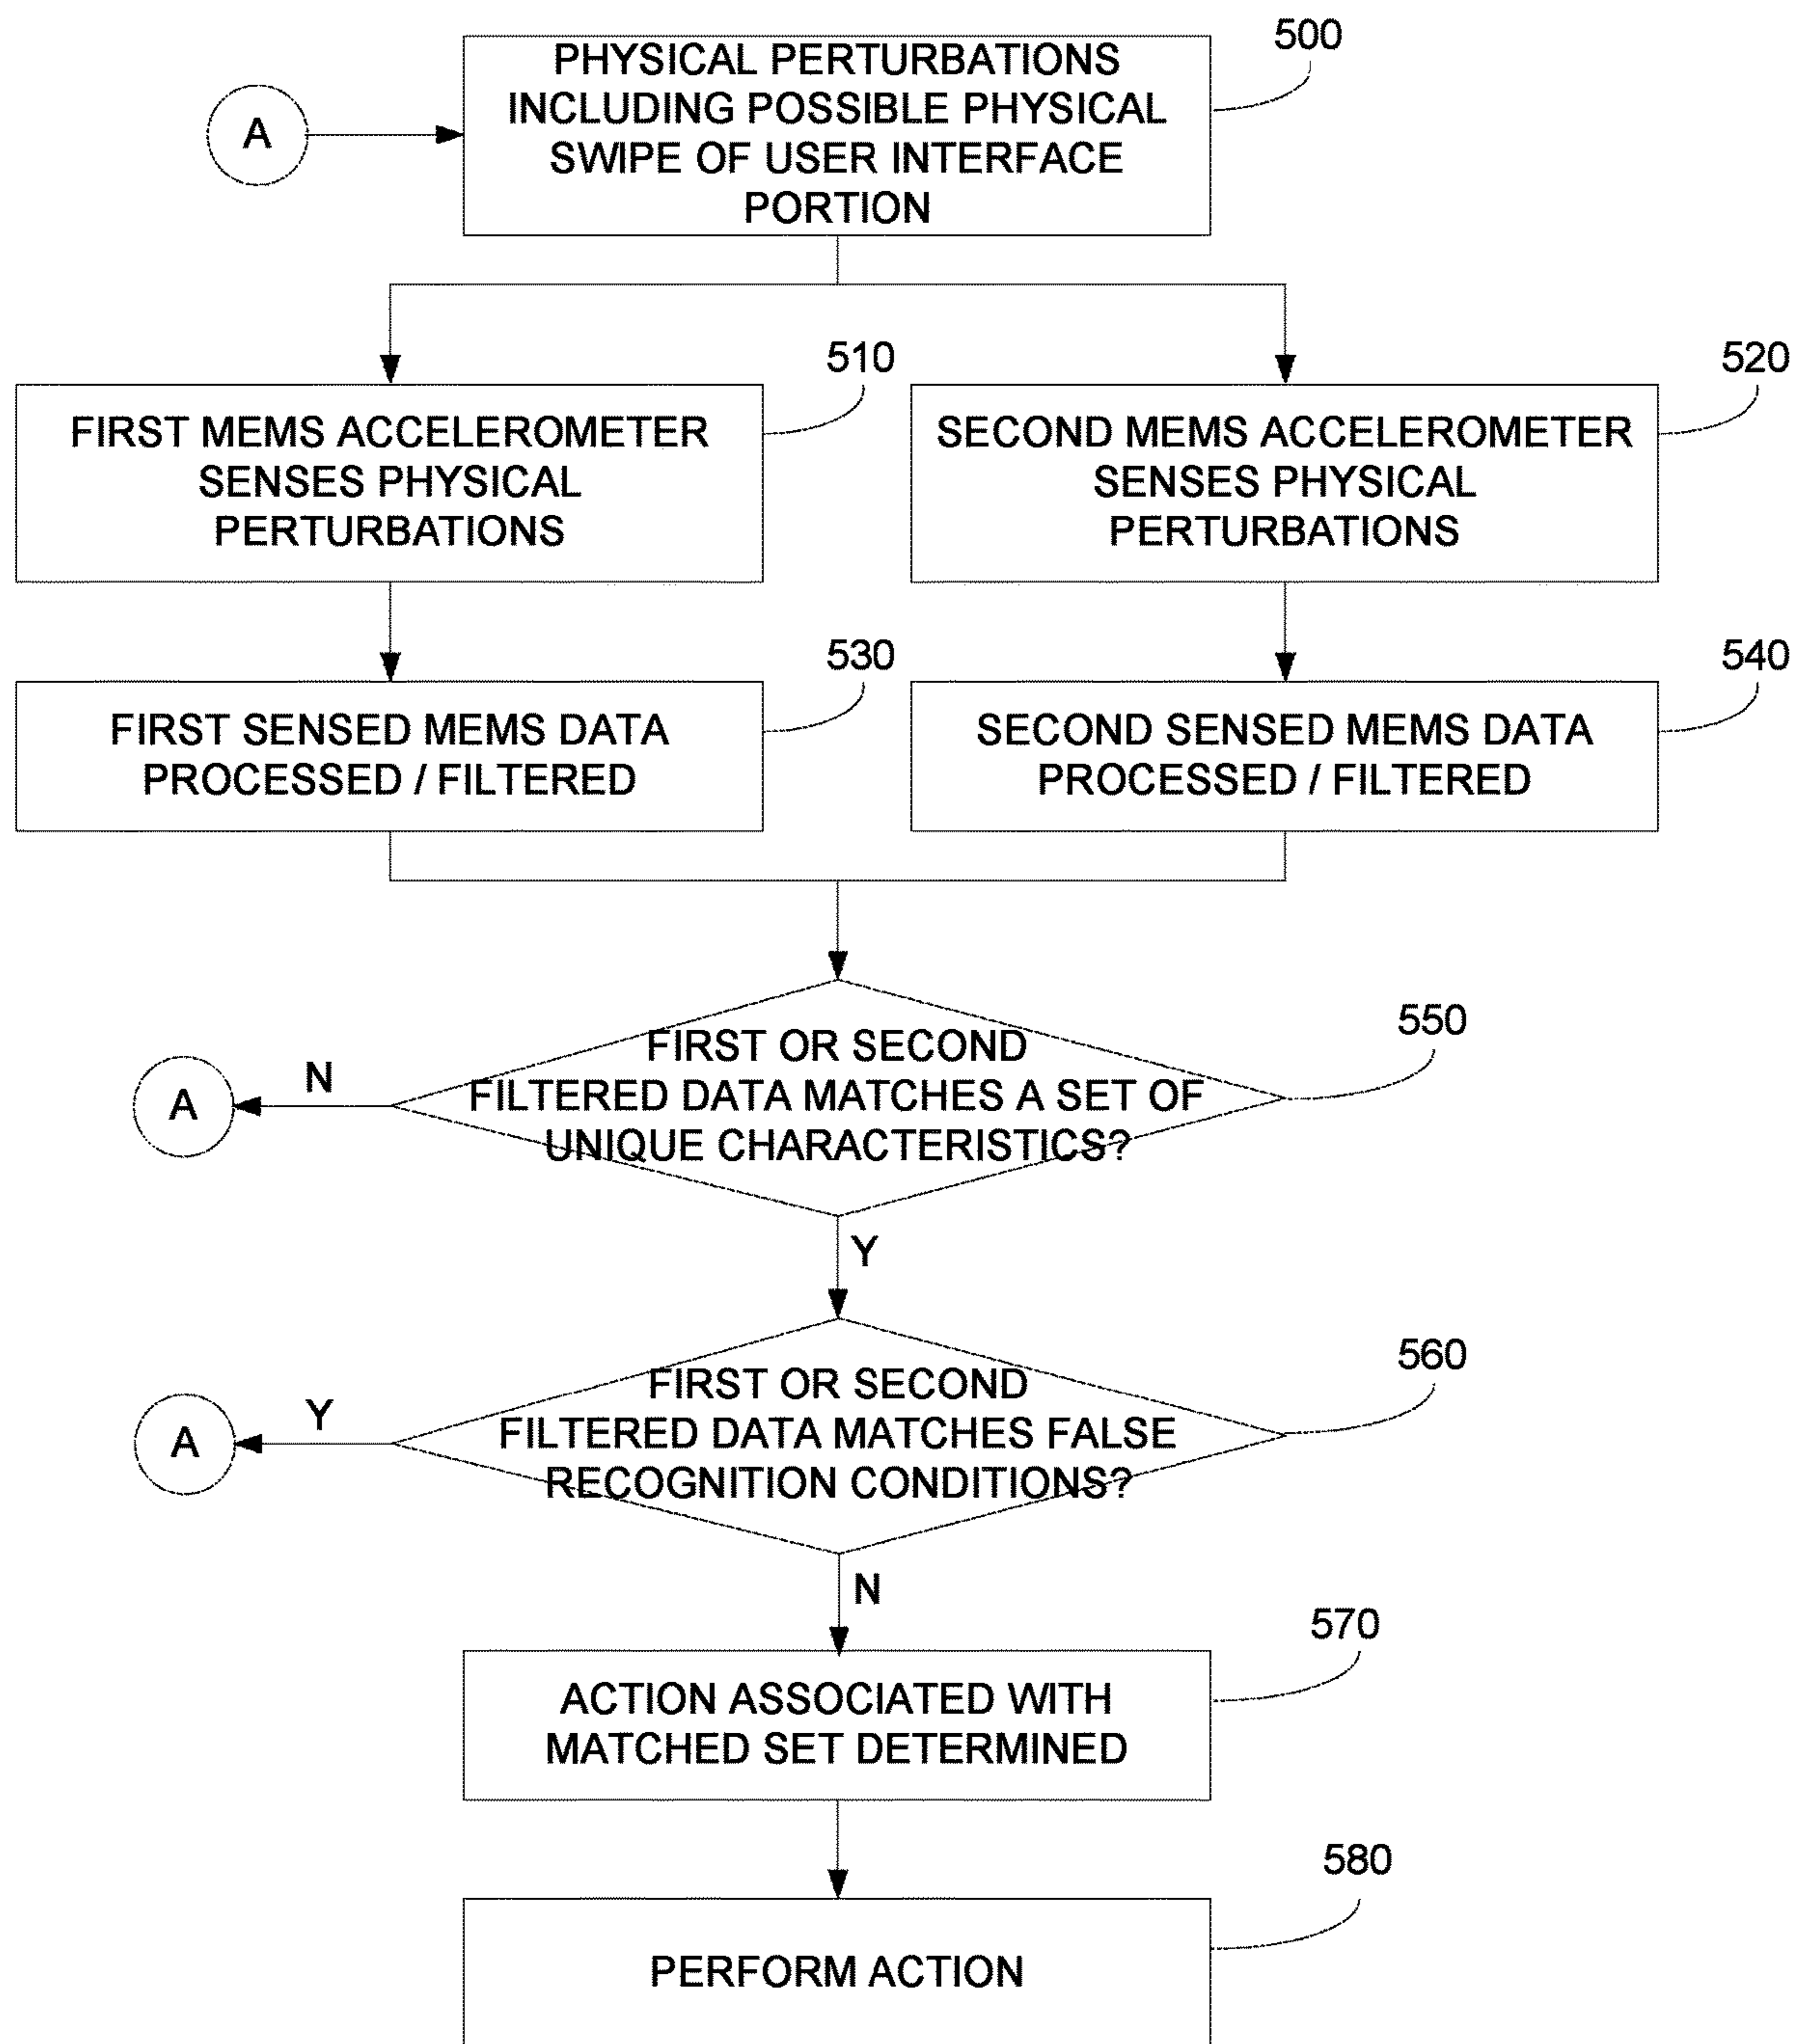 500
PHYSICAL PERTURBATIONS
INCLUDING POSSIBLE PHYSICAL
SWIPE OF USER INTERFACE
PORTION
A
510
520
FIRST MEMS ACCELEROMETER
SENSES PHYSICAL
PERTURBATIONS
SECOND MEMS ACCELEROMETER
SENSES PHYSICAL
PERTURBATIONS
530
540
FIRST SENSED MEMS DATA
PROCESSED / FILTERED
SECOND SENSED MEMS DATA
PROCESSED / FILTERED
550
FIRST OR SECOND
FILTERED DATA MATCHES A SET OF
UNIQUE CHARACTERISTICS?
N
A
Y
560
FIRST OR SECOND
FILTERED DATA MATCHES FALSE
RECOGNITION CONDITIONS?
Y
A
N
570
ACTION ASSOCIATED WITH
MATCHED SET DETERMINED
580
PERFORM ACTION